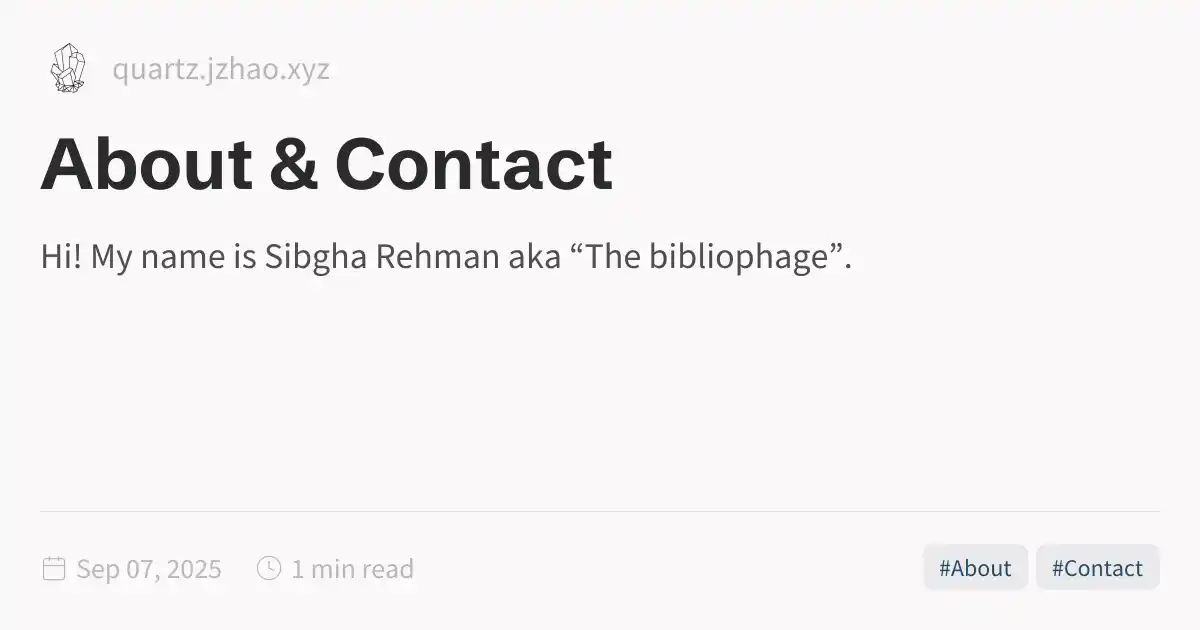 quartz.jzhao.xyz
About & Contact
Hi! My name is Sibgha Rehman aka “The bibliophage”.
Sep 07, 2025 1 min read #About #Contact